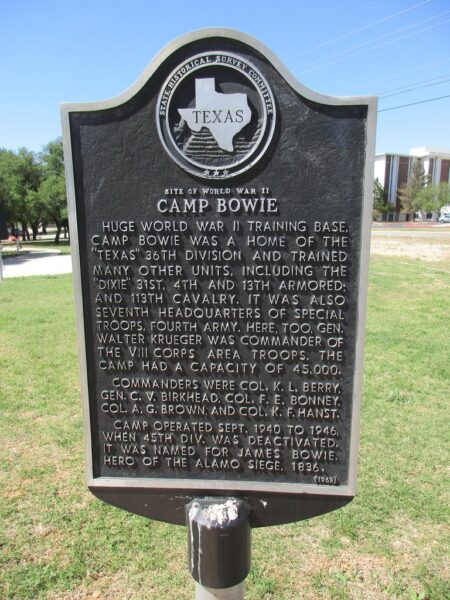 STATE HISTORICAL SURVEY COMMITTEE
TEXAS
SITE OF WORLD WAR II
CAMP BOWIE
HUGE WORLD WAR II TRAINING BASE,
CAMP BOWIE WAS A HOME OF THE
"TEXAS" 36TH DIVISION AND TRAINED
MANY OTHER UNITS, INCLUDING THE
"DIXIE" 31ST, 4TH AND 13TH ARMORED;
AND 113TH CAVALRY. IT WAS ALSO
SEVENTH HEADQUARTERS OF SPECIAL
TROOPS, FOURTH ARMY. HERE, TOO, GEN.
WALTER KRUEGER WAS COMMANDER OF
THE VIII CORPS AREA TROOPS. THE
CAMP HAD A CAPACITY OF 45,000.
COMMANDERS WERE COL. K. L. BERRY,
GEN. C. V. BIRKHEAD, COL. F. E. BONNEY,
COL. A. G. BROWN, AND COL. K. F. HANST.
CAMP OPERATED SEPT. 1940 TO 1946,
WHEN 45TH DIV. WAS DEACTIVATED.
IT WAS NAMED FOR JAMES BOWIE,
HERO OF THE ALAMO SIEGE, 1836.
(1968)